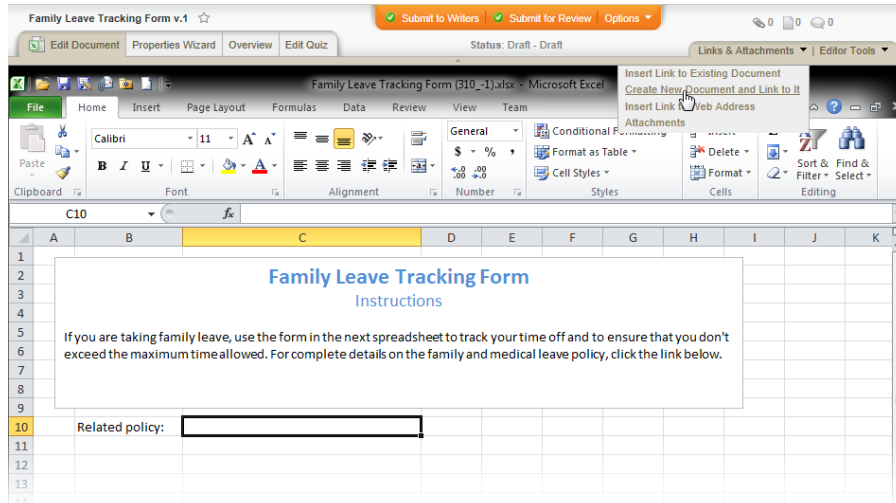 Family Leave Tracking Form v.1
Submit to Writers Submit for Review Options
0 0 0
Edit Document Properties Wizard Overview Edit Quiz
Status: Draft - Draft
Links & Attachments Editor Tools
Insert Link to Existing Document
Create New Document and Link to It
Insert Link to Web Address
Attachments
Family Leave Tracking Form (310_-1).xlsx - Microsoft Excel
File Home Insert Page Layout Formulas Data Review View Team
Paste
Calibri 11
B I U
General
$ % ,
Conditional Formatting
Format as Table
Cell Styles
Insert
Delete
Format
Sort & Filter
Find & Select
Clipboard Font Alignment Number Styles Cells Editing
C10 fx
A B C D E F G H I J K
1
2
3
4
5
6
7
8
9
10
11
12
13
14
Family Leave Tracking Form
Instructions
If you are taking family leave, use the form in the next spreadsheet to track your time off and to ensure that you don't
exceed the maximum time allowed. For complete details on the family and medical leave policy, click the link below.
Related policy: